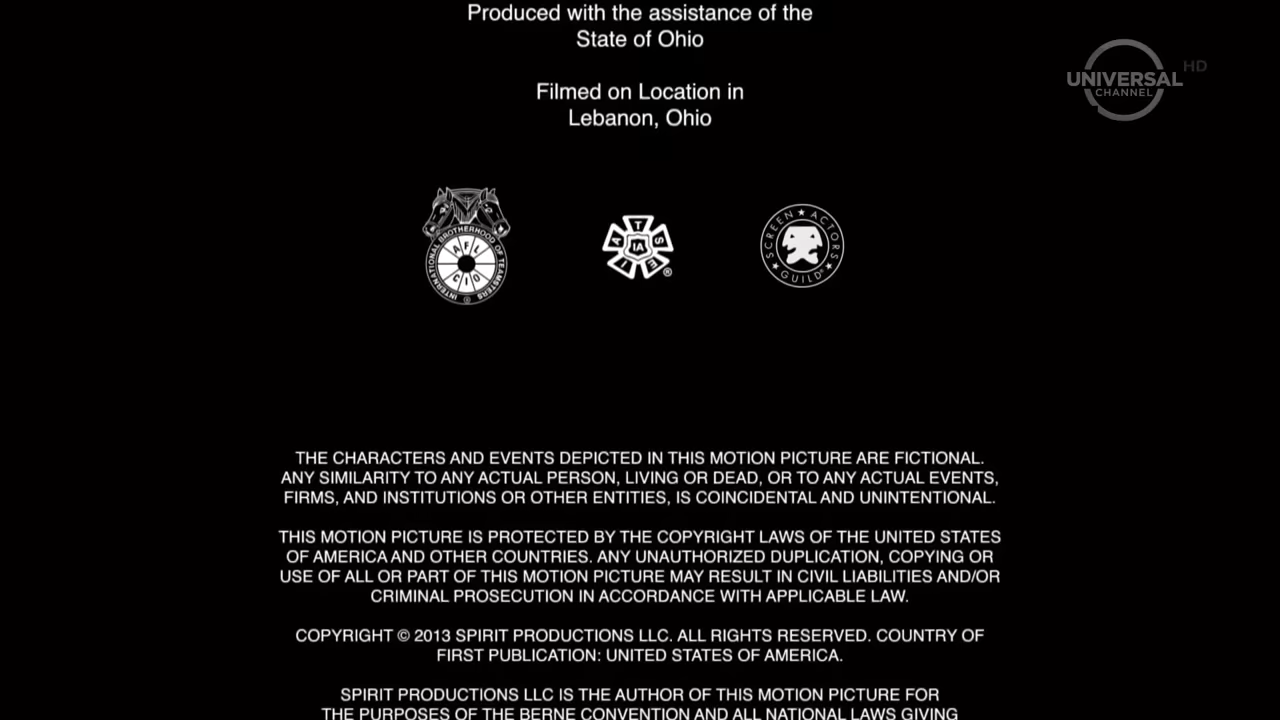 Produced with the assistance of the
State of Ohio
Filmed on Location in
Lebanon, Ohio
UNIVERSAL HD
CHANNEL
INTERNATIONAL BROTHERHOOD OF TEAMSTERS
AFL
CIO
IATSE
IA
®
SCREEN ACTORS
GUILD®
THE CHARACTERS AND EVENTS DEPICTED IN THIS MOTION PICTURE ARE FICTIONAL.
ANY SIMILARITY TO ANY ACTUAL PERSON, LIVING OR DEAD, OR TO ANY ACTUAL EVENTS,
FIRMS, AND INSTITUTIONS OR OTHER ENTITIES, IS COINCIDENTAL AND UNINTENTIONAL.
THIS MOTION PICTURE IS PROTECTED BY THE COPYRIGHT LAWS OF THE UNITED STATES
OF AMERICA AND OTHER COUNTRIES. ANY UNAUTHORIZED DUPLICATION, COPYING OR
USE OF ALL OR PART OF THIS MOTION PICTURE MAY RESULT IN CIVIL LIABILITIES AND/OR
CRIMINAL PROSECUTION IN ACCORDANCE WITH APPLICABLE LAW.
COPYRIGHT © 2013 SPIRIT PRODUCTIONS LLC. ALL RIGHTS RESERVED. COUNTRY OF
FIRST PUBLICATION: UNITED STATES OF AMERICA.
SPIRIT PRODUCTIONS LLC IS THE AUTHOR OF THIS MOTION PICTURE FOR
THE PURPOSES OF THE BERNE CONVENTION AND ALL NATIONAL LAWS GIVING